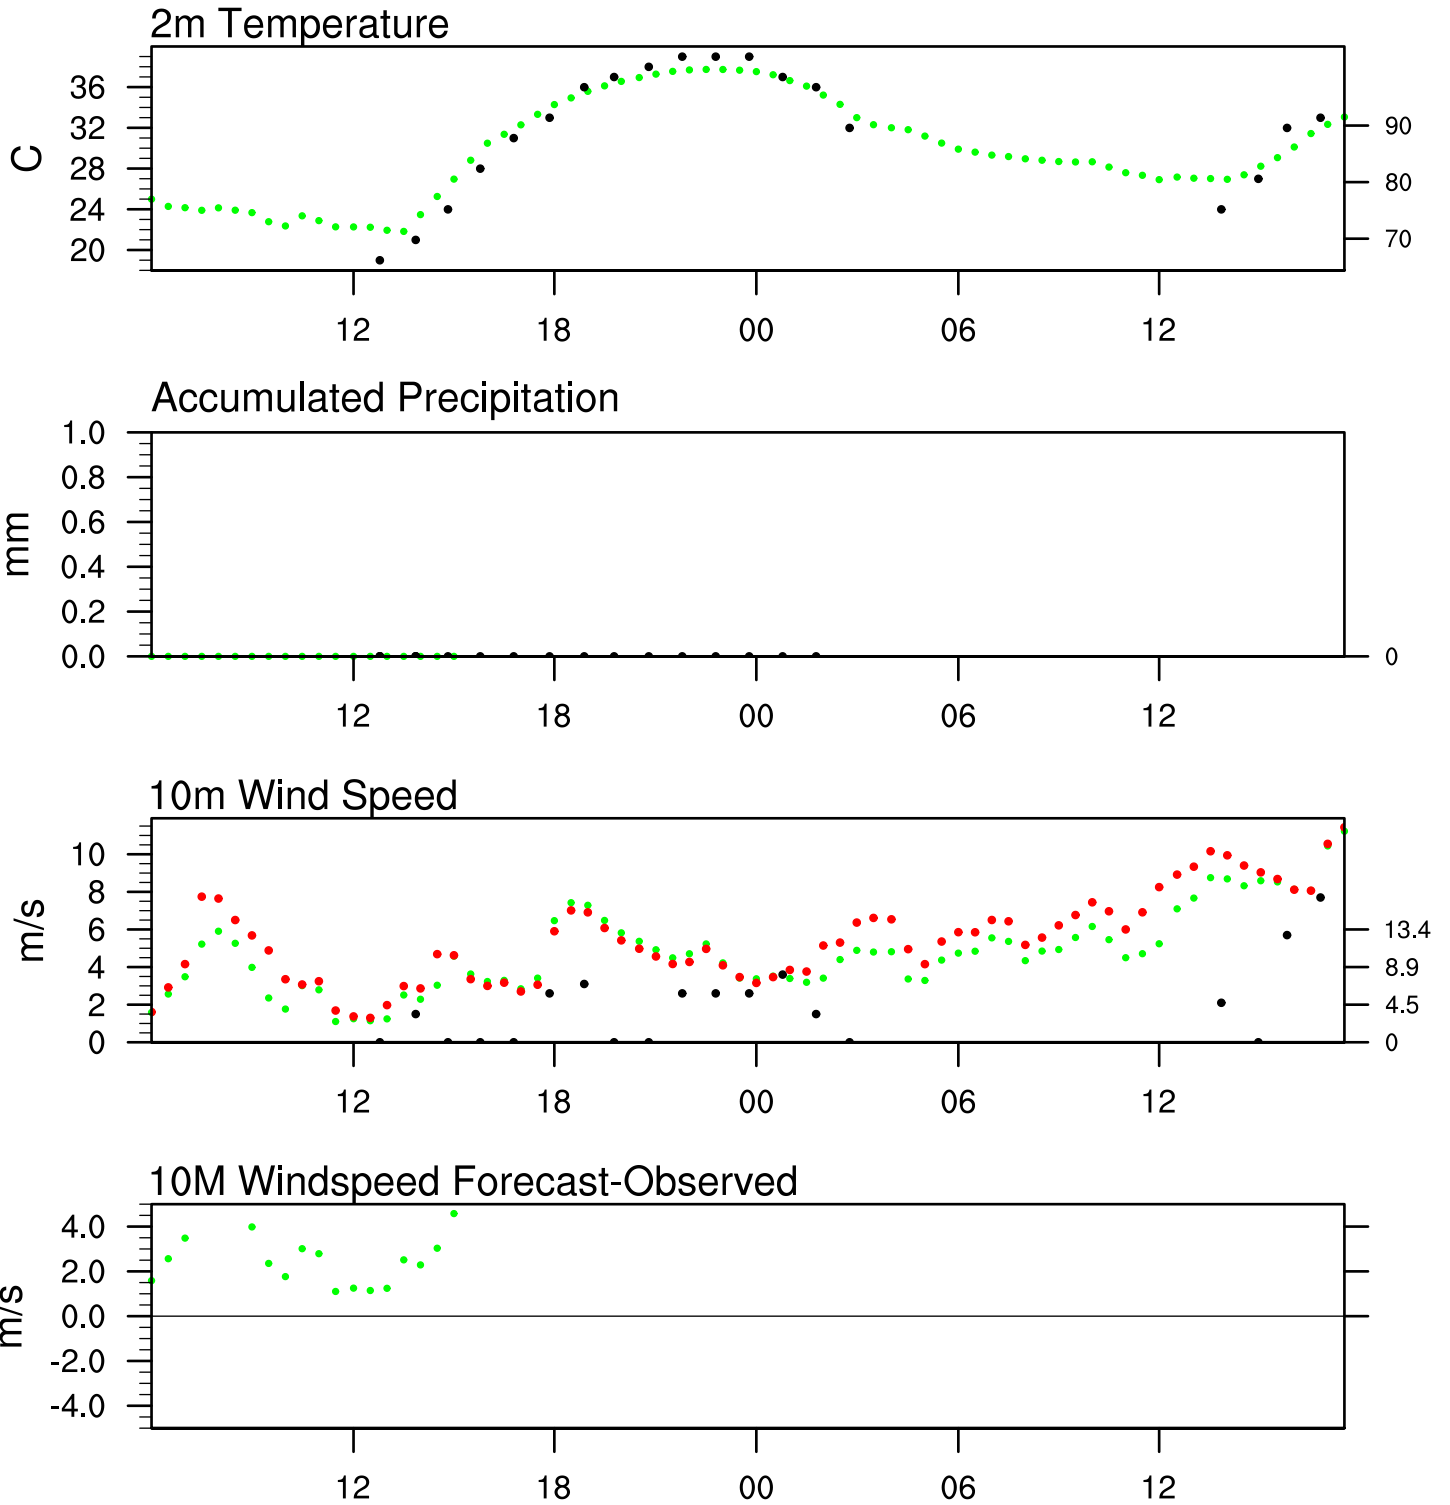 2m Temperature
36
32
28
24
20
C
90
80
70
12 18 00 06 12
Accumulated Precipitation
1.0
0.8
0.6
0.4
0.2
0.0
mm
0
12 18 00 06 12
10m Wind Speed
10
8
6
4
2
0
m/s
13.4
8.9
4.5
0
12 18 00 06 12
10M Windspeed Forecast-Observed
4.0
2.0
0.0
-2.0
-4.0
m/s
12 18 00 06 12